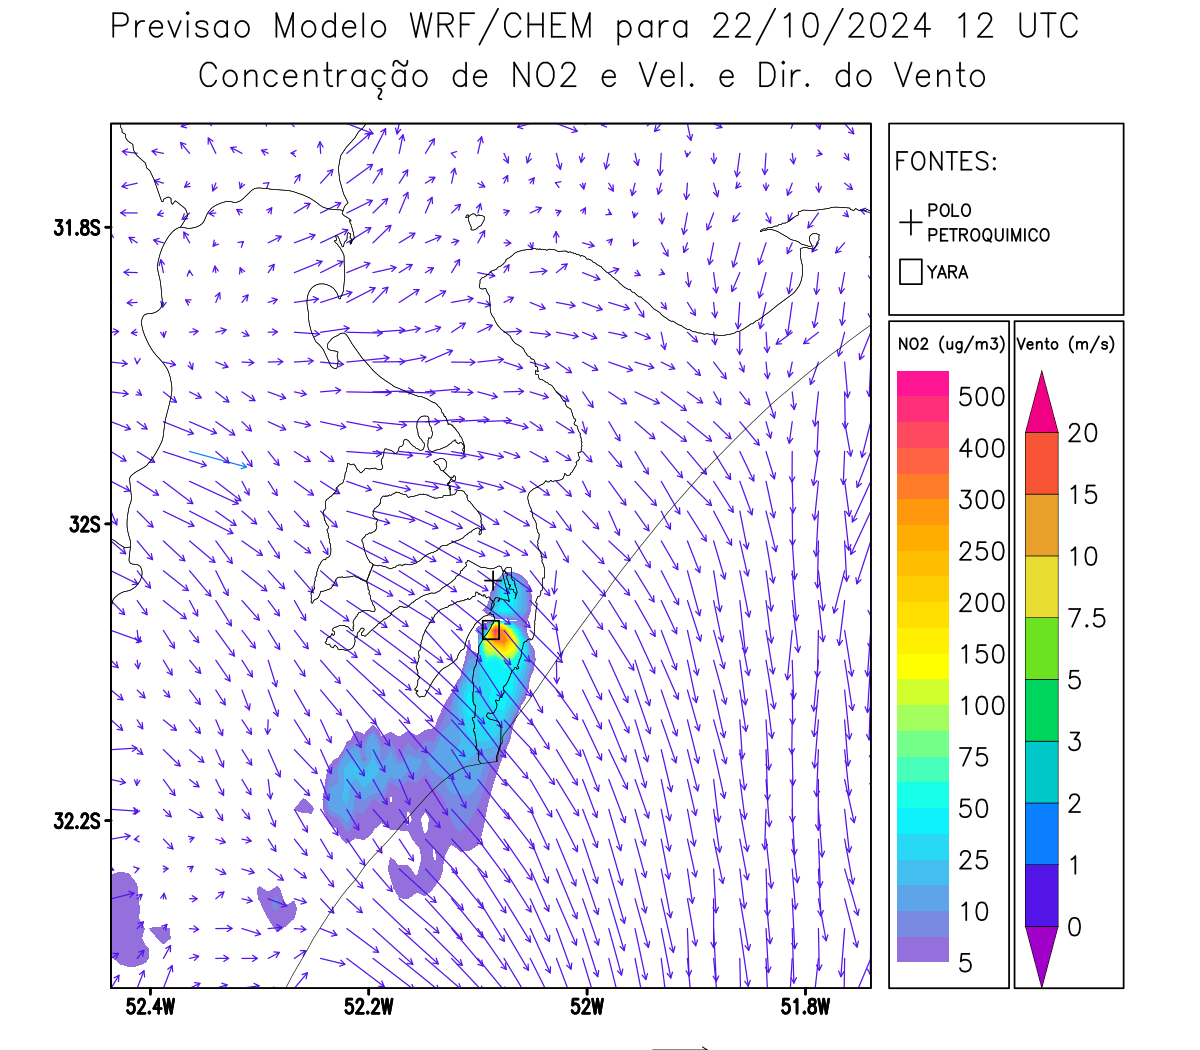 Previsao Modelo WRF/CHEM para 22/10/2024 12 UTC
Concentração de NO2 e Vel. e Dir. do Vento
FONTES:
POLO
PETROQUIMICO
YARA
31.8S
32S
32.2S
52.4W
52.2W
52W
51.8W
NO2 (ug/m3)
500
400
300
250
200
150
100
75
50
25
10
5
Vento (m/s)
20
15
10
7.5
5
3
2
1
0